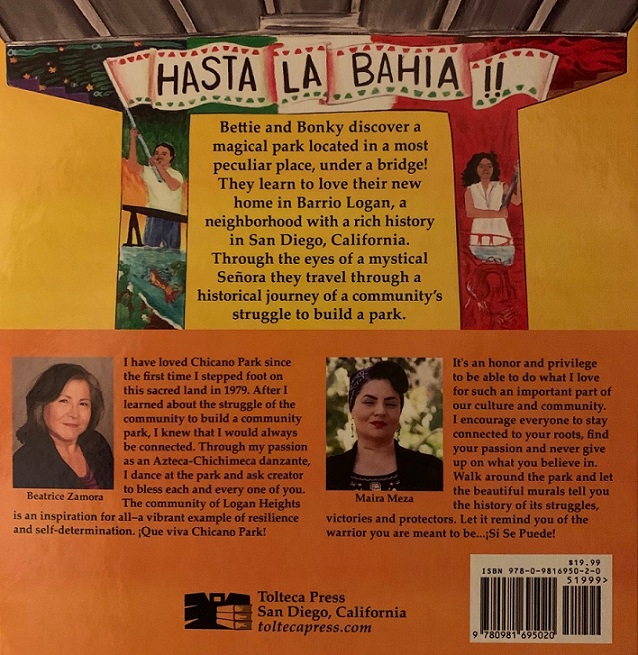 HASTA LA BAHIA !!
Bettie and Bonky discover a
magical park located in a most
peculiar place, under a bridge!
They learn to love their new
home in Barrio Logan, a
neighborhood with a rich history
in San Diego, California.
Through the eyes of a mystical
Señora they travel through a
historical journey of a community's
struggle to build a park.
I have loved Chicano Park since
the first time I stepped foot on
this sacred land in 1979. After I
learned about the struggle of the
community to build a community
park, I knew that I would always
be connected. Through my passion
as an Azteca-Chichimeca danzante,
I dance at the park and ask creator
to bless each and every one of you.
The community of Logan Heights
is an inspiration for all–a vibrant example of resilience
and self-determination. ¡Que viva Chicano Park!
Beatrice Zamora
It's an honor and privilege
to be able to do what I love
for such an important part of
our culture and community.
I encourage everyone to stay
connected to your roots, find
your passion and never give
up on what you believe in.
Walk around the park and let
the beautiful murals tell you
the history of its struggles,
victories and protectors. Let it remind you of the
warrior you are meant to be...¡Si Se Puede!
Maira Meza
Tolteca Press
San Diego, California
toltecapress.com
$19.99
ISBN 978-0-9816950-2-0
51999>
9 780981 695020